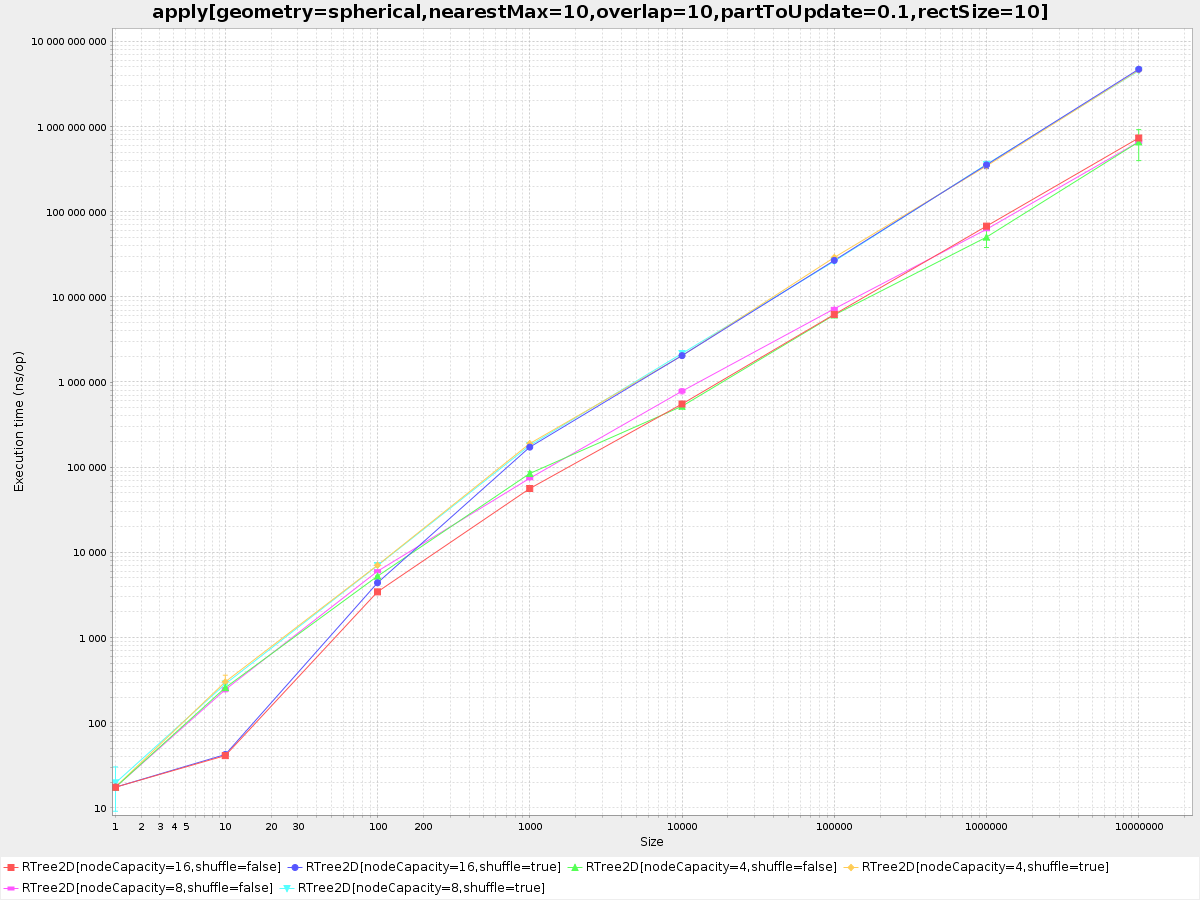 apply[geometry=spherical,nearestMax=10,overlap=10,partToUpdate=0.1,rectSize=10]
Execution time (ns/op)
10 000 000 000
1 000 000 000
100 000 000
10 000 000
1 000 000
100 000
10 000
1 000
100
10
1 2 3 4 5 10 20 30 100 200 1000 10000 100000 1000000 10000000
Size
RTree2D[nodeCapacity=16,shuffle=false] RTree2D[nodeCapacity=16,shuffle=true] RTree2D[nodeCapacity=4,shuffle=false] RTree2D[nodeCapacity=4,shuffle=true]
RTree2D[nodeCapacity=8,shuffle=false] RTree2D[nodeCapacity=8,shuffle=true]